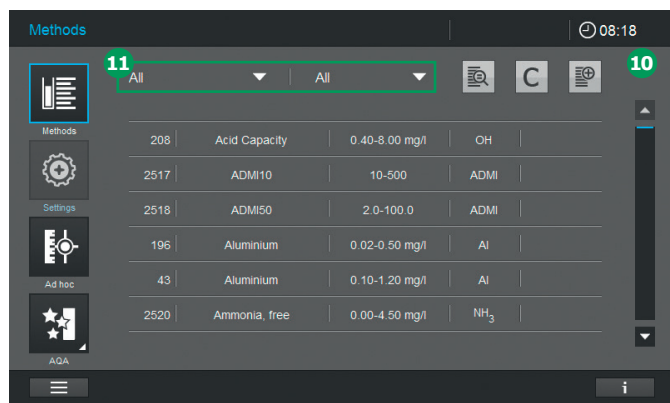 Methods
08:18
11
All
All
C
10
Methods
208 Acid Capacity 0.40-8.00 mg/l OH
2517 ADMI10 10-500 ADMI
Settings
2518 ADMI50 2.0-100.0 ADMI
196 Aluminium 0.02-0.50 mg/l Al
Ad hoc
43 Aluminium 0.10-1.20 mg/l Al
2520 Ammonia, free 0.00-4.50 mg/l NH₃
AQA
i